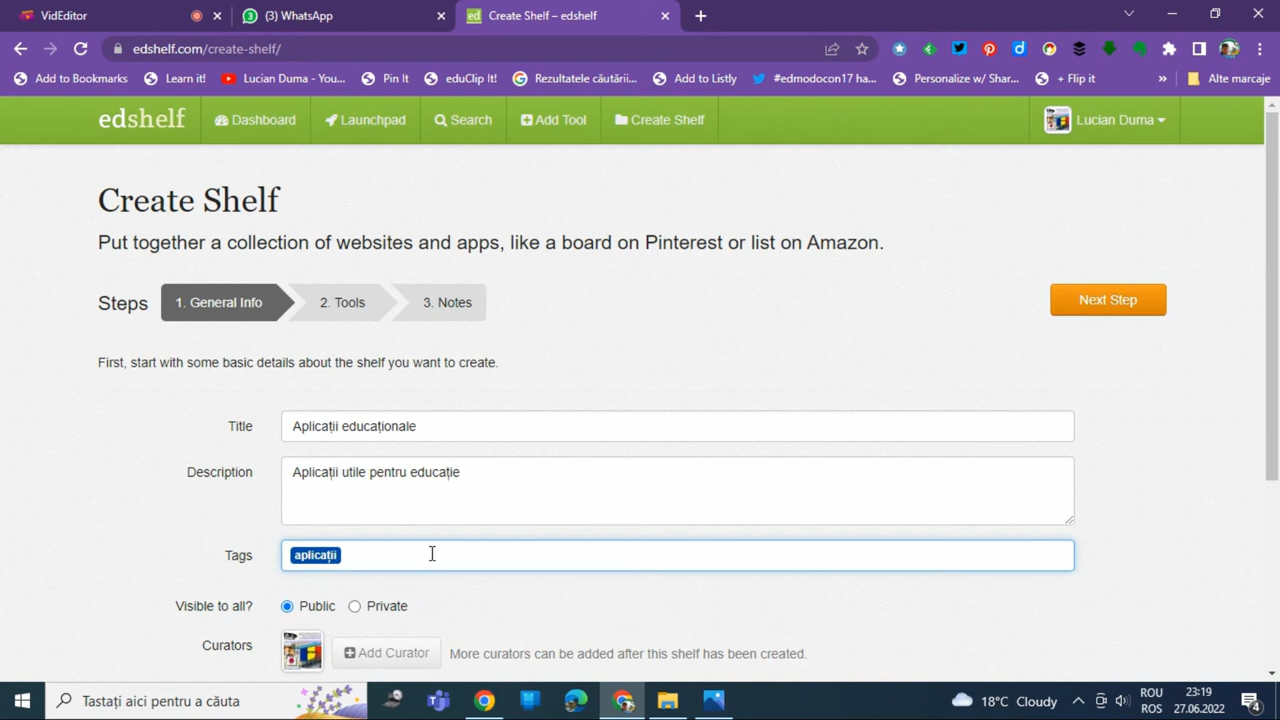 VidEditor
(3) WhatsApp
Create Shelf – edshelf
edshelf.com/create-shelf/
Add to Bookmarks
Learn it!
Lucian Duma - You...
Pin It
eduClip It!
Rezultatele căutării...
Add to Listly
#edmodocon17 ha...
Personalize w/ Shar...
+ Flip it
»
Alte marcaje
edshelf
Dashboard
Launchpad
Search
Add Tool
Create Shelf
Lucian Duma
Create Shelf
Put together a collection of websites and apps, like a board on Pinterest or list on Amazon.
Steps
1. General Info
2. Tools
3. Notes
Next Step
First, start with some basic details about the shelf you want to create.
Title
Aplicații educaționale
Description
Aplicații utile pentru educație
Tags
aplicații
Visible to all?
Public
Private
Curators
Add Curator
More curators can be added after this shelf has been created.
Tastați aici pentru a căuta
18°C Cloudy
ROU
ROS
23:19
27.06.2022
4